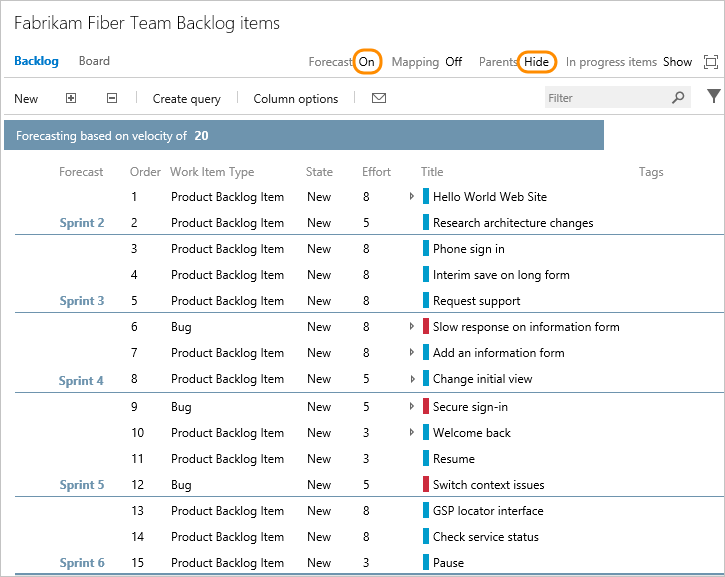 Fabrikam Fiber Team Backlog items
Backlog Board Forecast On Mapping Off Parents Hide In progress items Show
New Create query Column options Filter
Forecasting based on velocity of 20
Forecast Order Work Item Type State Effort Title Tags
1 Product Backlog Item New 8 Hello World Web Site
Sprint 2 2 Product Backlog Item New 5 Research architecture changes
3 Product Backlog Item New 8 Phone sign in
4 Product Backlog Item New 8 Interim save on long form
Sprint 3 5 Product Backlog Item New 8 Request support
6 Bug New 8 Slow response on information form
7 Product Backlog Item New 8 Add an information form
Sprint 4 8 Product Backlog Item New 5 Change initial view
9 Bug New 5 Secure sign-in
10 Product Backlog Item New 3 Welcome back
11 Product Backlog Item New 3 Resume
Sprint 5 12 Bug New 5 Switch context issues
13 Product Backlog Item New 8 GSP locator interface
14 Product Backlog Item New 8 Check service status
Sprint 6 15 Product Backlog Item New 3 Pause